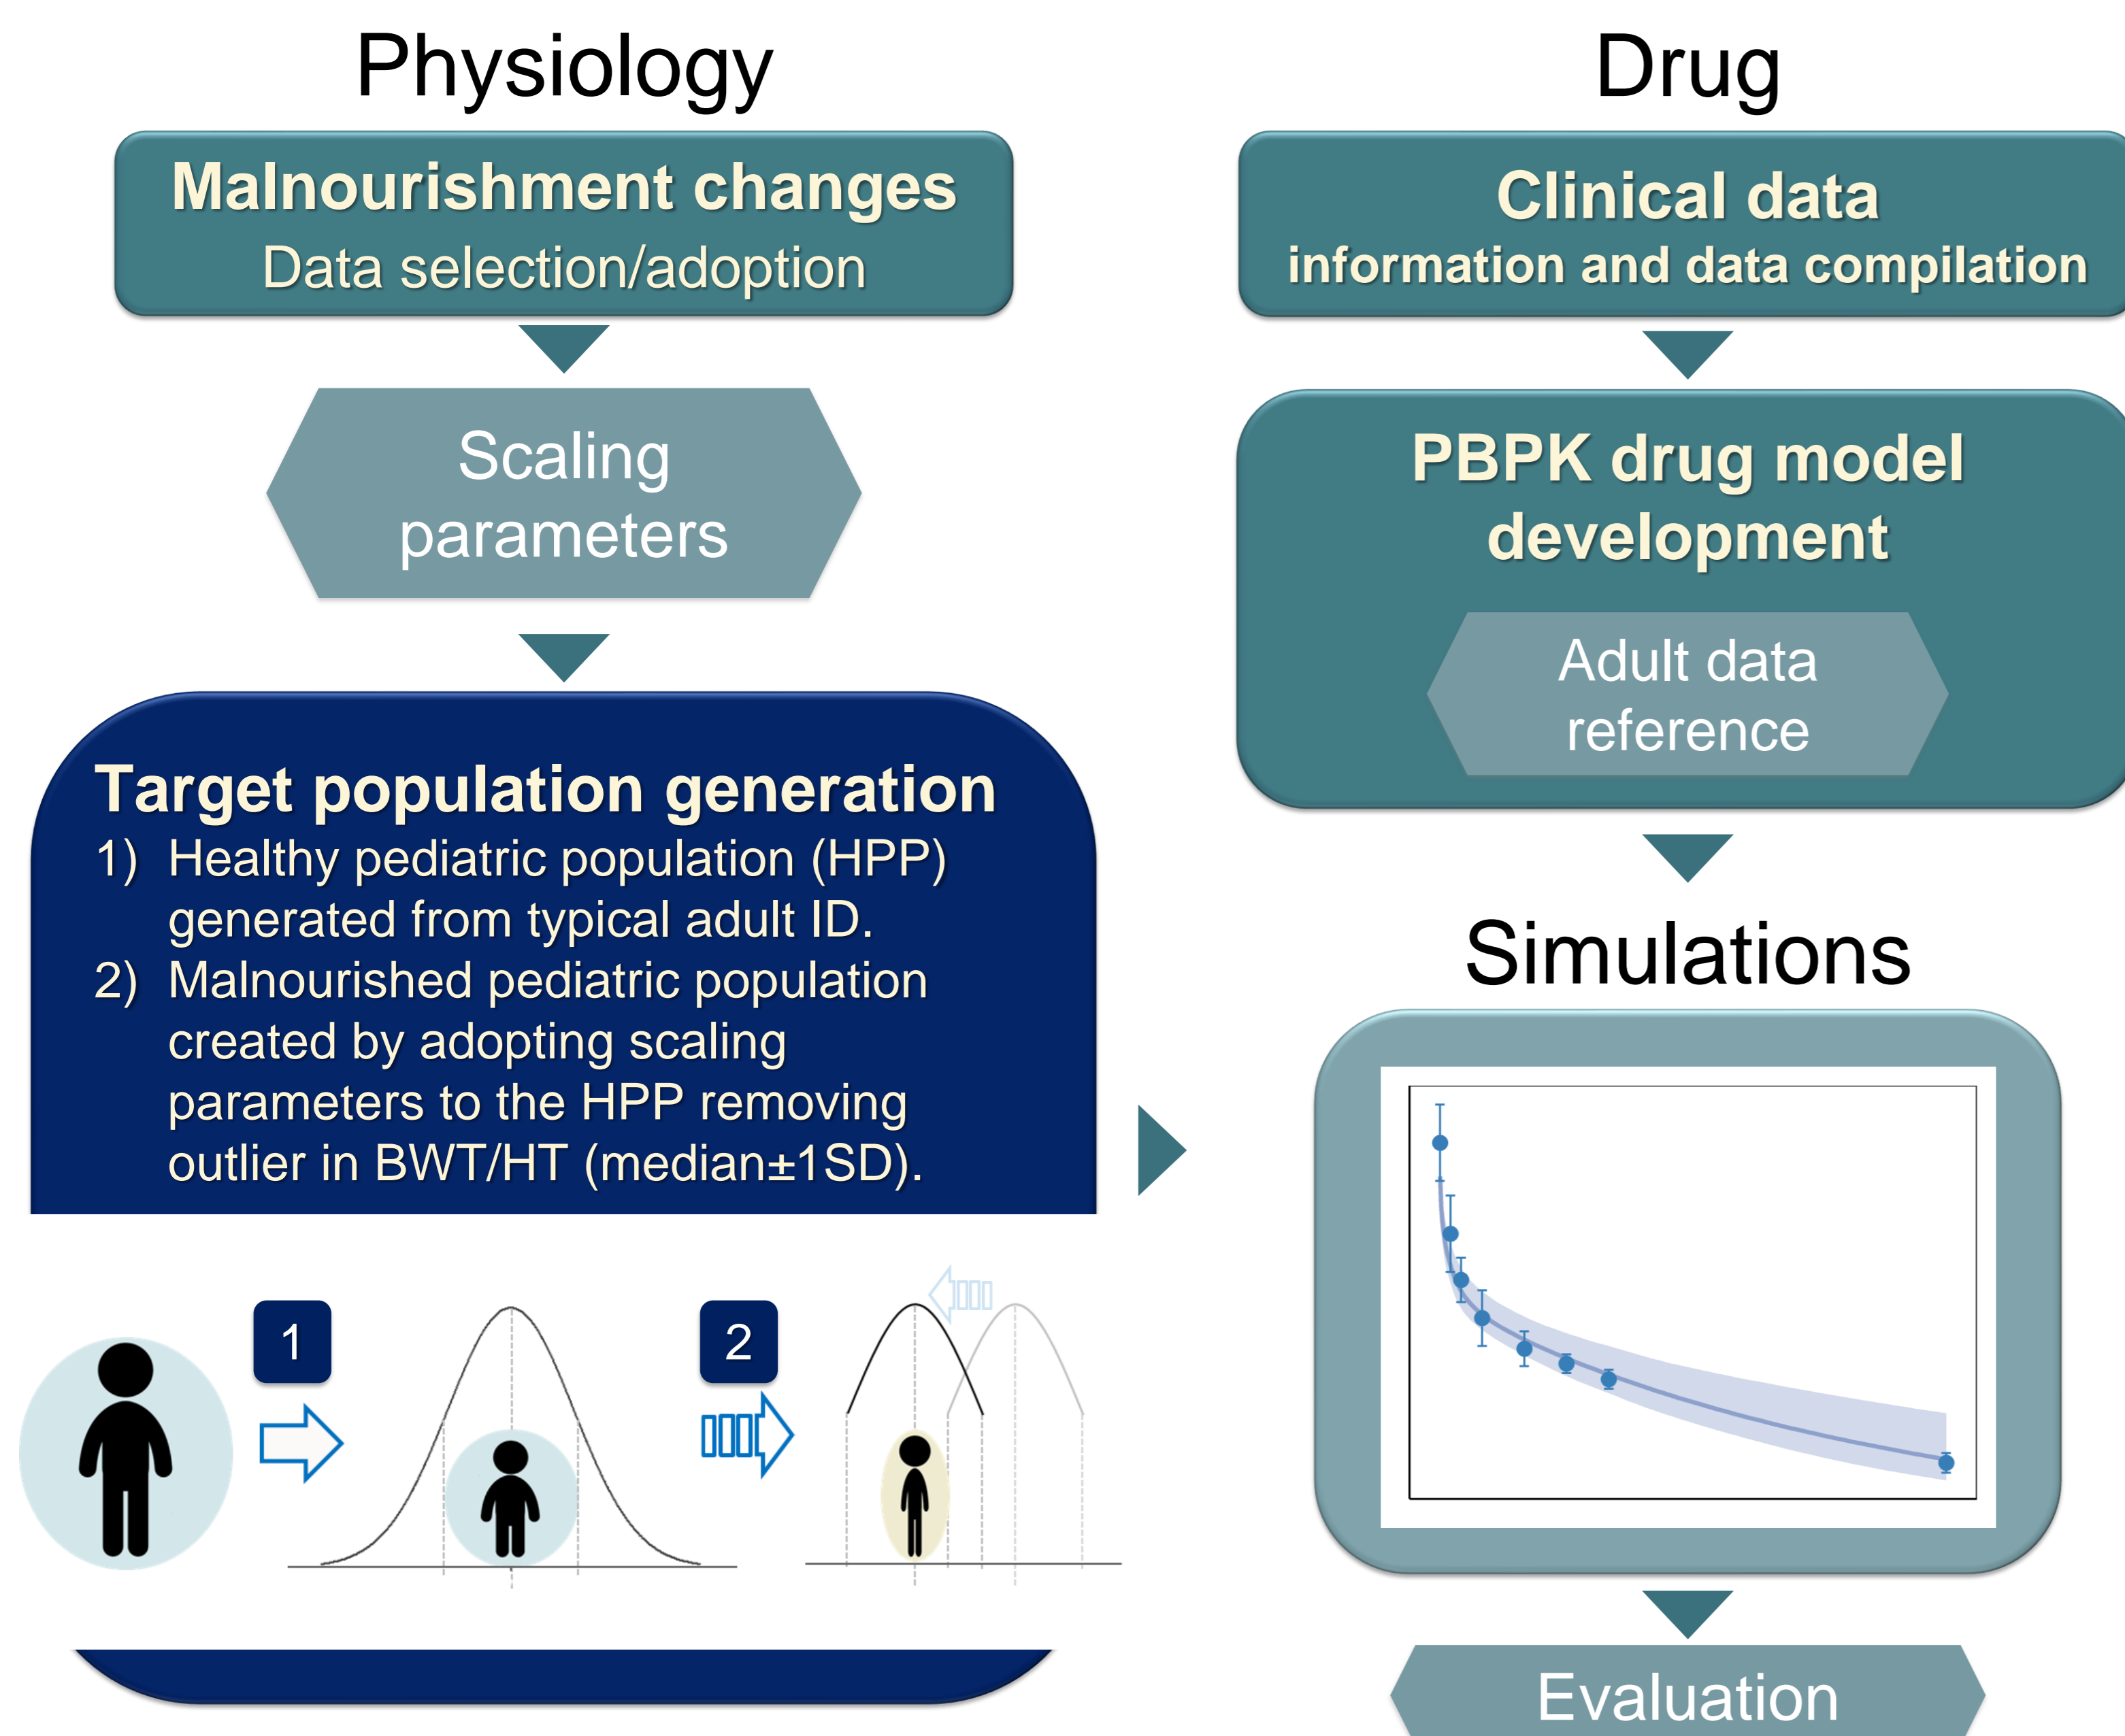 Physiology
Malnourishment changes
Data selection/adoption
Scaling
parameters
Target population generation
1) Healthy pediatric population (HPP)
generated from typical adult ID.
2) Malnourished pediatric population
created by adopting scaling
parameters to the HPP removing
outlier in BWT/HT (median±1SD).
1
2
Drug
Clinical data
information and data compilation
PBPK drug model
development
Adult data
reference
Simulations
Evaluation